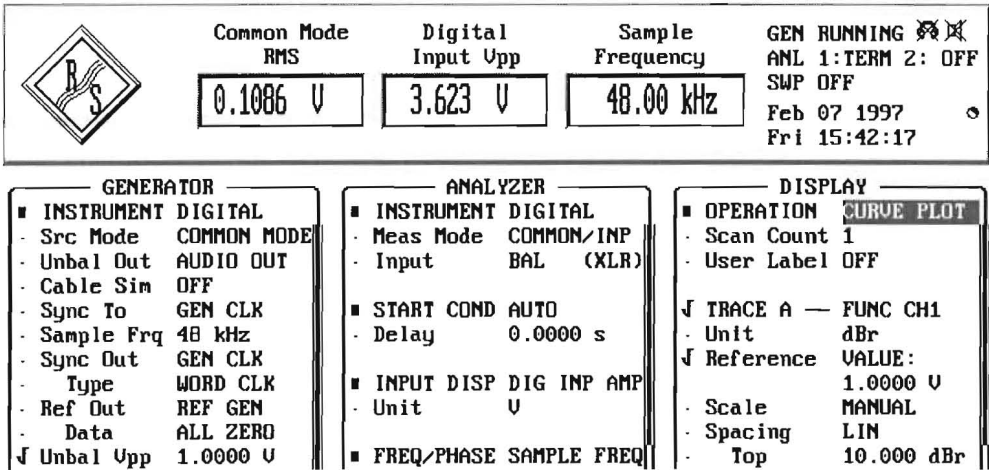 Common Mode RMS
0.1086 V
Digital Input Vpp
3.623 V
Sample Frequency
48.00 kHz
GEN RUNNING
ANL 1:TERM 2: OFF
SWP OFF
Feb 07 1997
Fri 15:42:17
R S
GENERATOR
INSTRUMENT DIGITAL
Src Mode COMMON MODE
Unbal Out AUDIO OUT
Cable Sim OFF
Sync To GEN CLK
Sample Frq 48 kHz
Sync Out GEN CLK
Type WORD CLK
Ref Out REF GEN
Data ALL ZERO
Unbal Vpp 1.0000 V
ANALYZER
INSTRUMENT DIGITAL
Meas Mode COMMON/INP
Input BAL (XLR)
START COND AUTO
Delay 0.0000 s
INPUT DISP DIG INP AMP
Unit V
FREQ/PHASE SAMPLE FREQ
DISPLAY
OPERATION CURVE PLOT
Scan Count 1
User Label OFF
TRACE A — FUNC CH1
Unit dBr
Reference VALUE:
1.0000 V
Scale MANUAL
Spacing LIN
Top 10.000 dBr